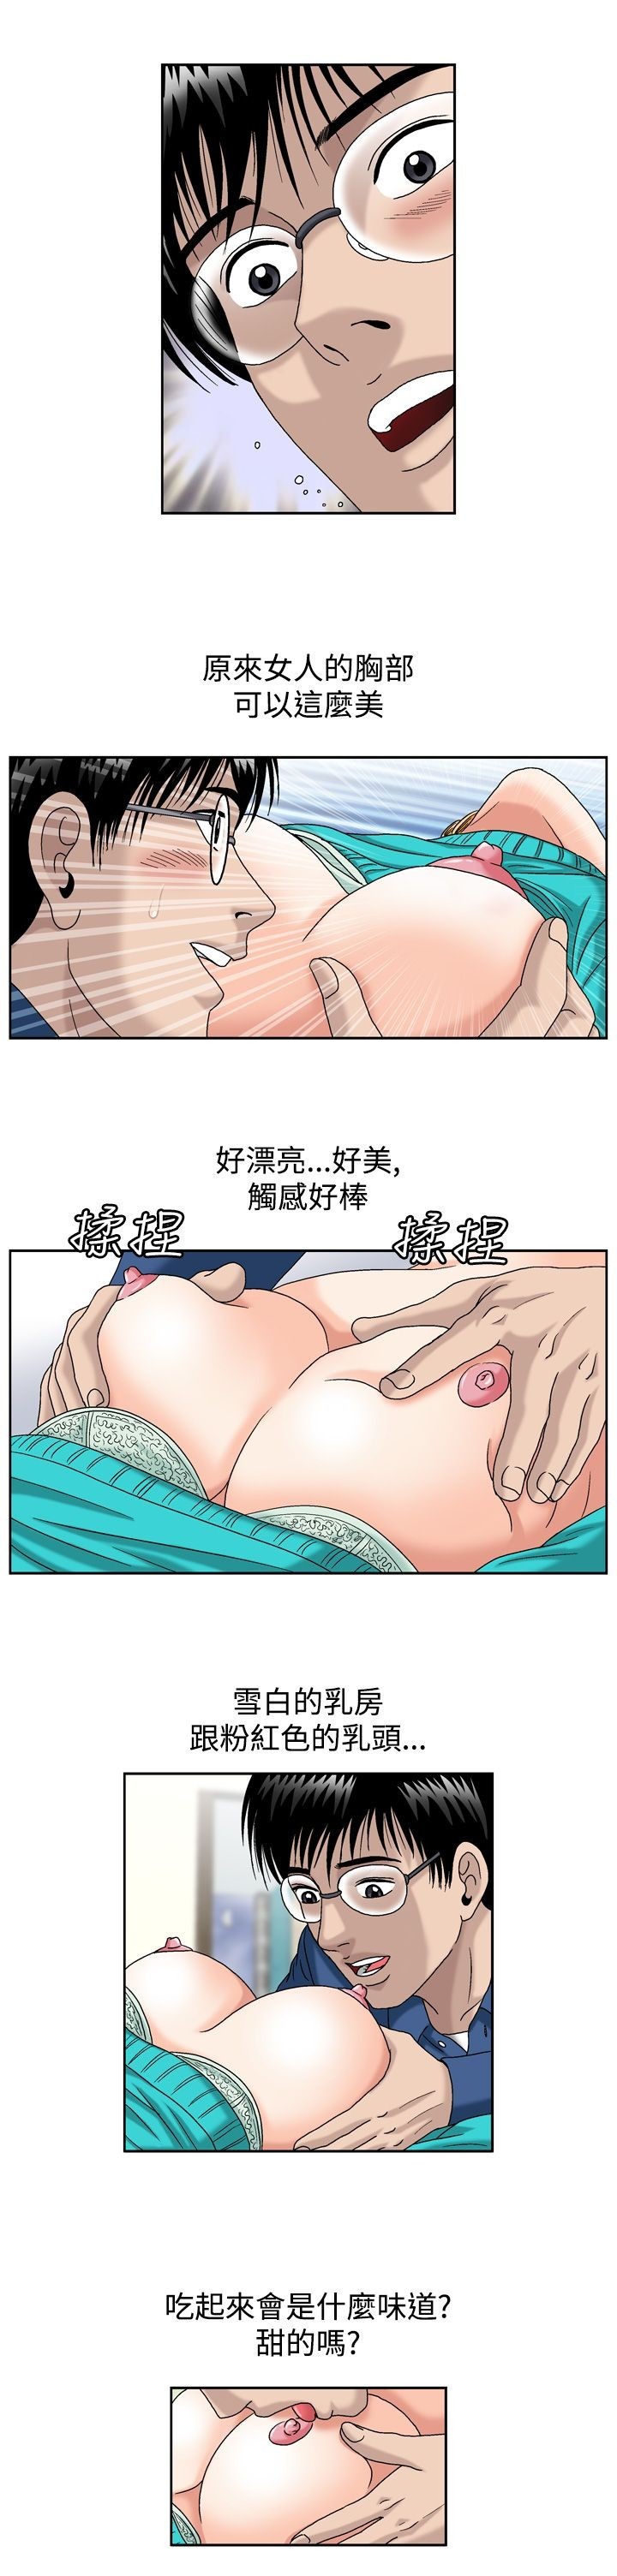 原來女人的胸部
可以這麼美
好漂亮...好美,
觸感好棒
揉捏
揉捏
雪白的乳房
跟粉紅色的乳頭...
吃起來會是什麼味道?
甜的嗎?